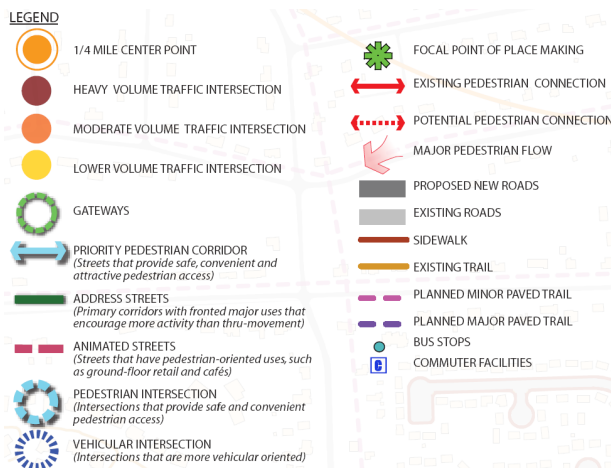 LEGEND
1/4 MILE CENTER POINT
HEAVY VOLUME TRAFFIC INTERSECTION
MODERATE VOLUME TRAFFIC INTERSECTION
LOWER VOLUME TRAFFIC INTERSECTION
GATEWAYS
PRIORITY PEDESTRIAN CORRIDOR
(Streets that provide safe, convenient and
attractive pedestrian access)
ADDRESS STREETS
(Primary corridors with fronted major uses that
encourage more activity than thru-movement)
ANIMATED STREETS
(Streets that have pedestrian-oriented uses, such
as ground-floor retail and cafés)
PEDESTRIAN INTERSECTION
(Intersections that provide safe and convenient
pedestrian access)
VEHICULAR INTERSECTION
(Intersections that are more vehicular oriented)
FOCAL POINT OF PLACE MAKING
EXISTING PEDESTRIAN CONNECTION
POTENTIAL PEDESTRIAN CONNECTION
MAJOR PEDESTRIAN FLOW
PROPOSED NEW ROADS
EXISTING ROADS
SIDEWALK
EXISTING TRAIL
PLANNED MINOR PAVED TRAIL
PLANNED MAJOR PAVED TRAIL
BUS STOPS
C COMMUTER FACILITIES